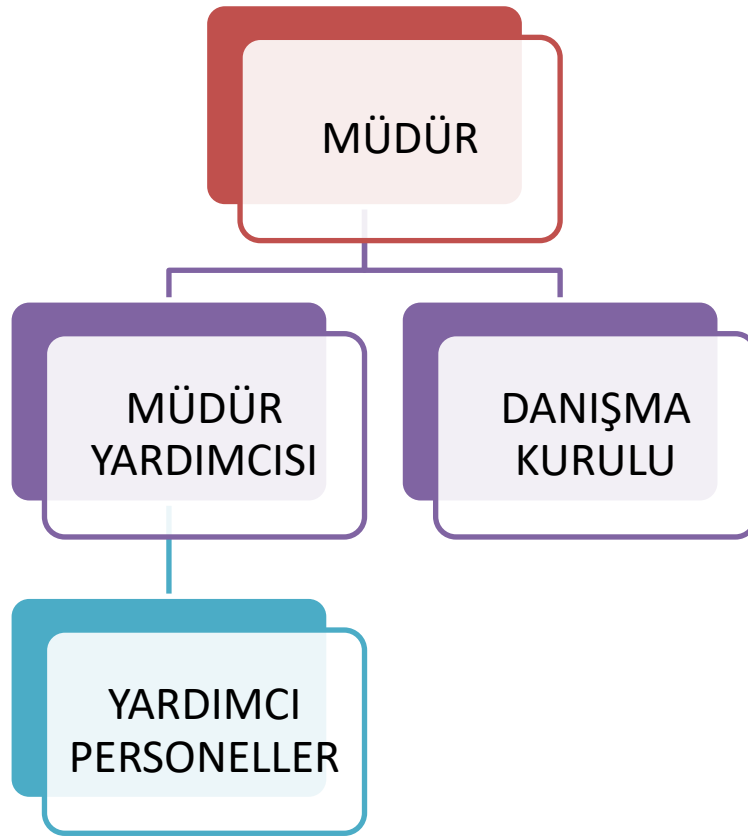 MÜDÜR
MÜDÜR
YARDIMCISI
DANIŞMA
KURULU
YARDIMCI
PERSONELLER